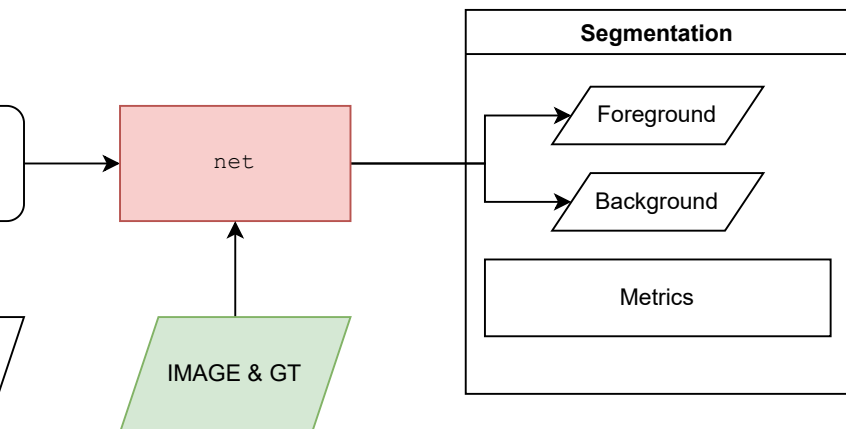 Segmentation
Foreground
net
Background
Metrics
IMAGE & GT